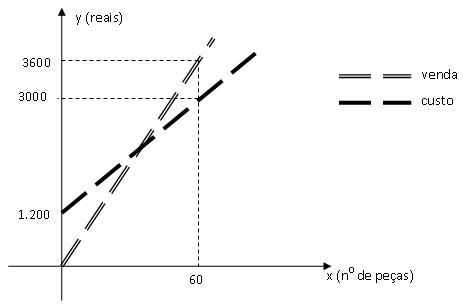 y (reais)
3600
3000
1.200
60
x (nº de peças)
venda
custo